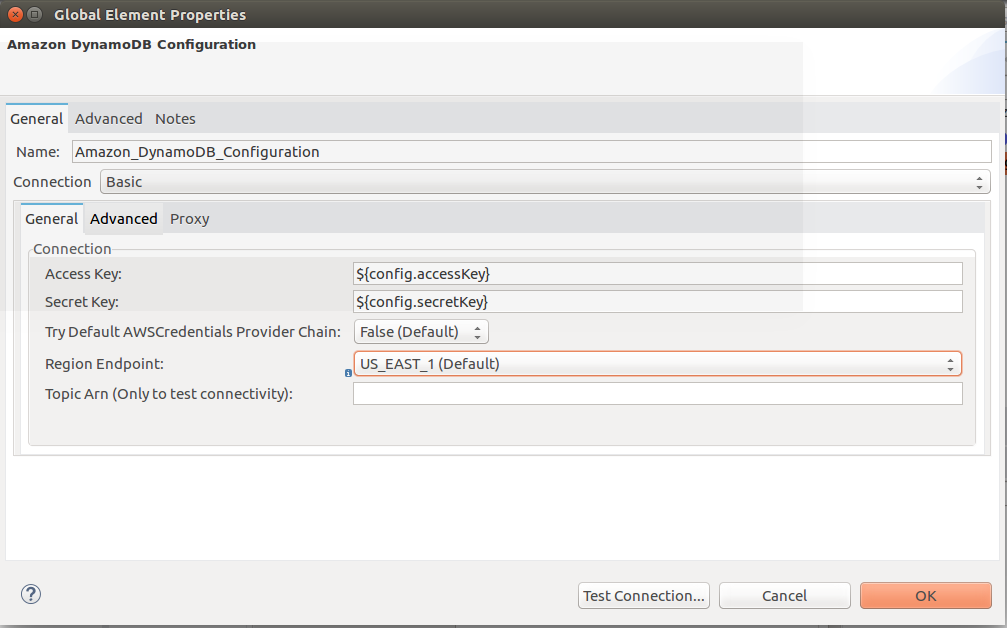 Global Element Properties
Amazon DynamoDB Configuration
General Advanced Notes
Name: Amazon_DynamoDB_Configuration
Connection Basic
General Advanced Proxy
Connection
Access Key: ${config.accessKey}
Secret Key: ${config.secretKey}
Try Default AWSCredentials Provider Chain: False (Default)
Region Endpoint: US_EAST_1 (Default)
Topic Arn (Only to test connectivity):
? Test Connection... Cancel OK